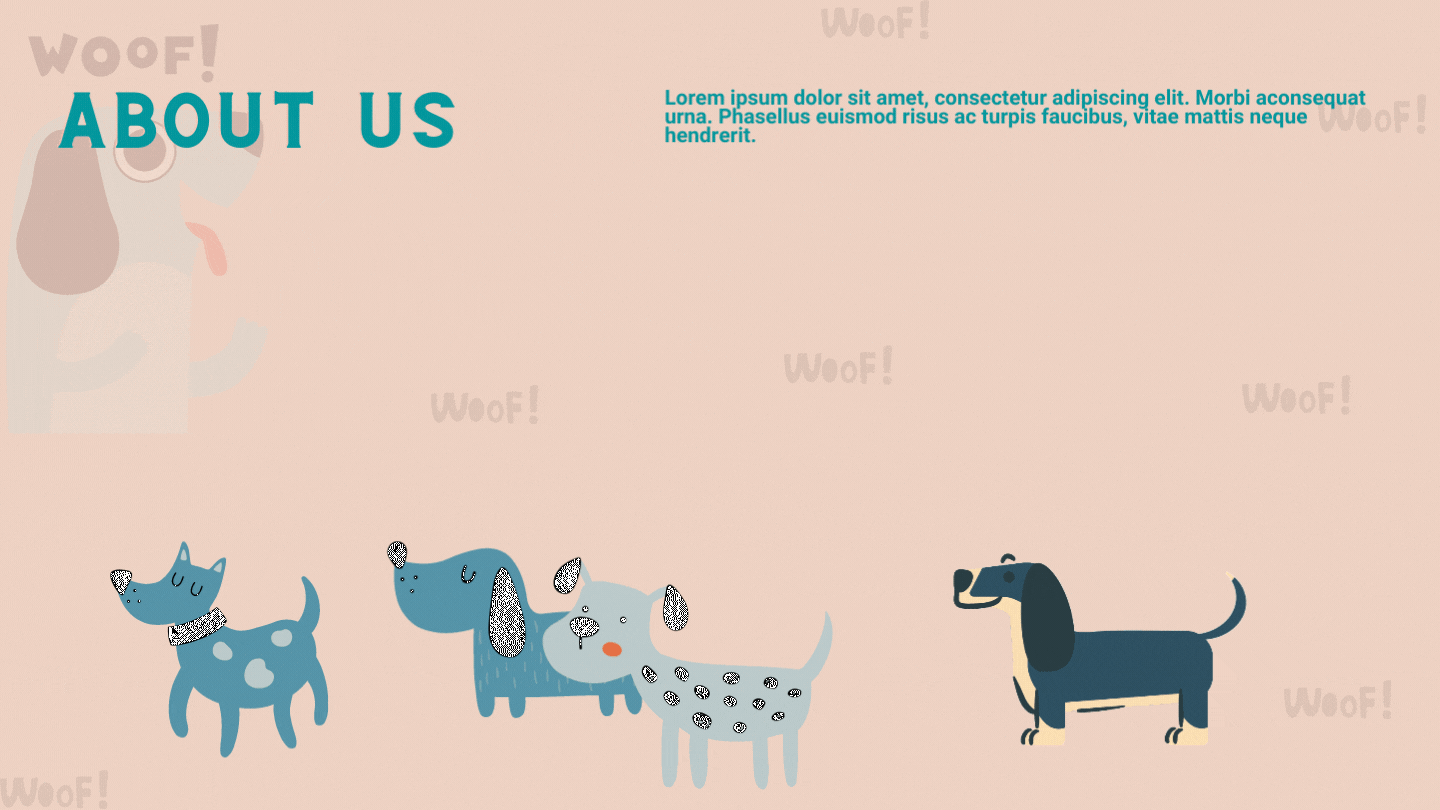 WOOF!
WOOF!
ABOUT US
Lorem ipsum dolor sit amet, consectetur adipiscing elit. Morbi aconsequat
urna. Phasellus euismod risus ac turpis faucibus, vitae mattis neque
hendrerit.
WOOF!
WOOF!
WOOF!
WOOF!
WOOF!
WOOF!